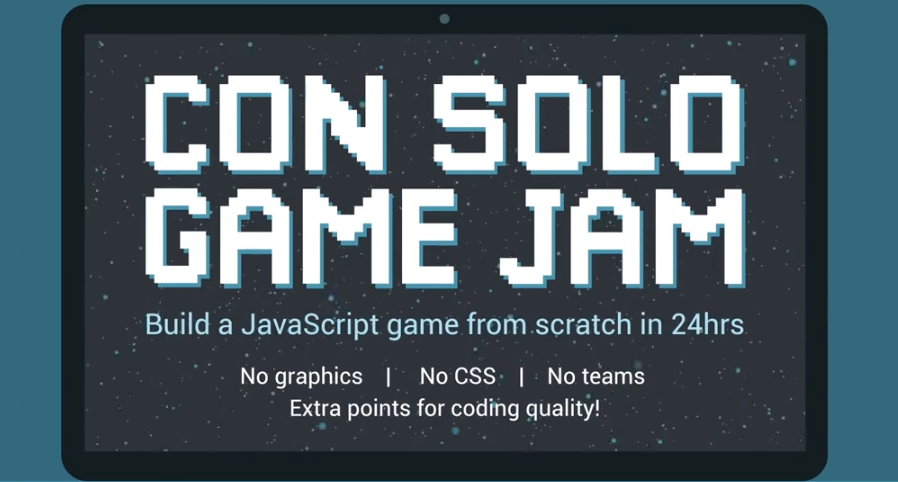 CON SOLO
GAME JAM
Build a JavaScript game from scratch in 24hrs
No graphics | No CSS | No teams
Extra points for coding quality!